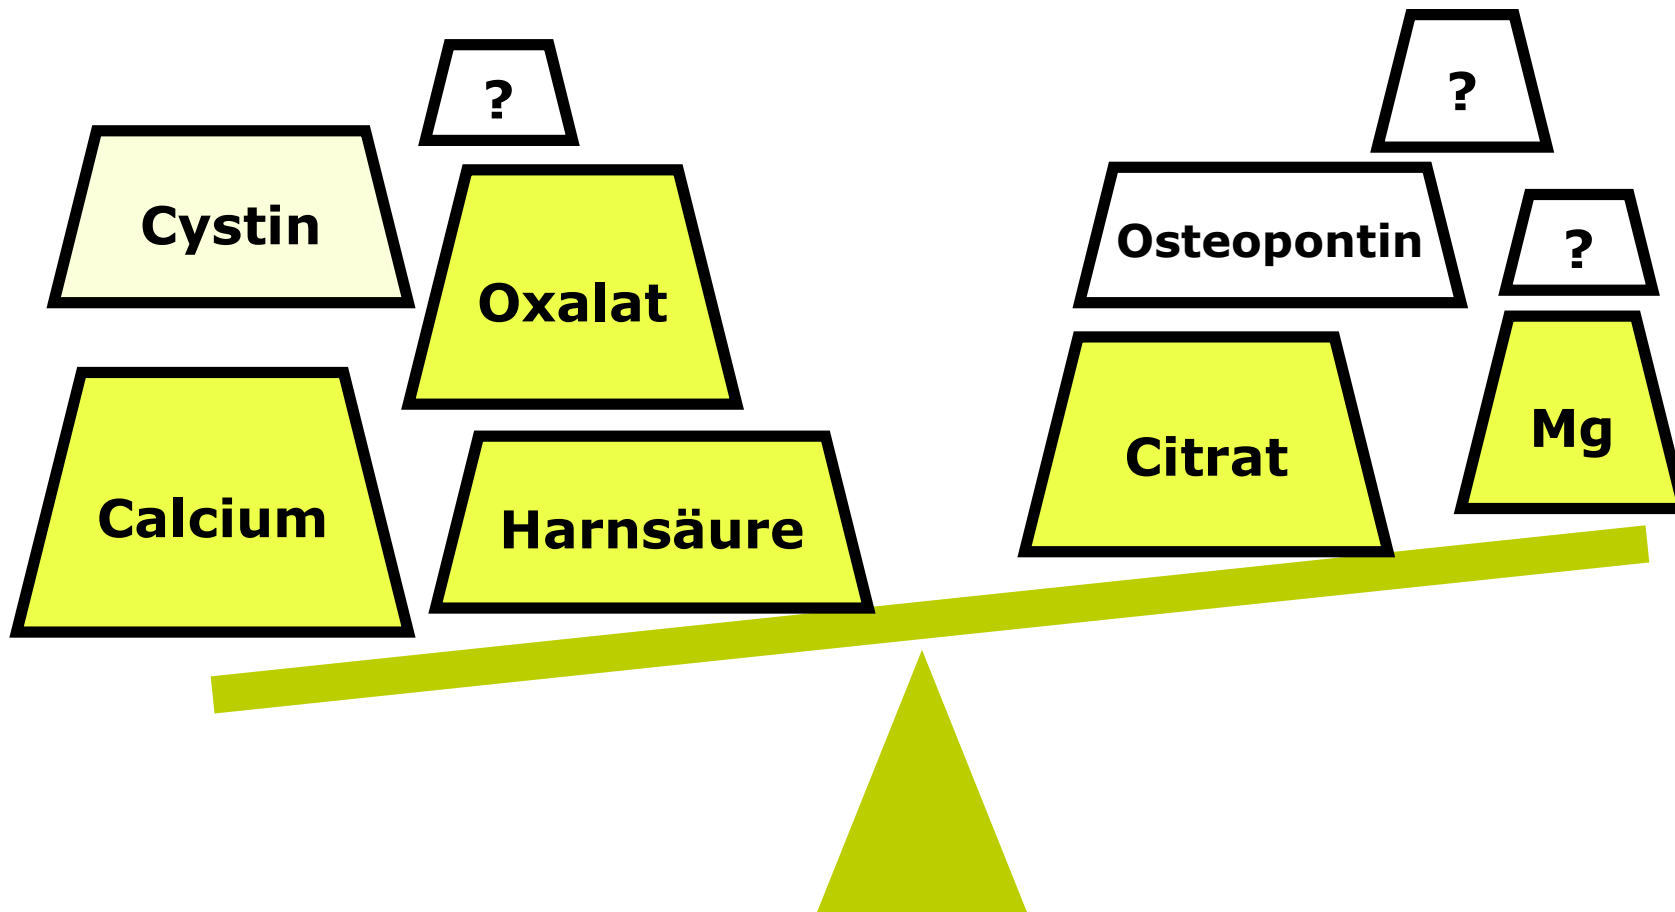 ?
Cystin
Oxalat
Calcium
Harnsäure
?
Osteopontin
?
Citrat
Mg